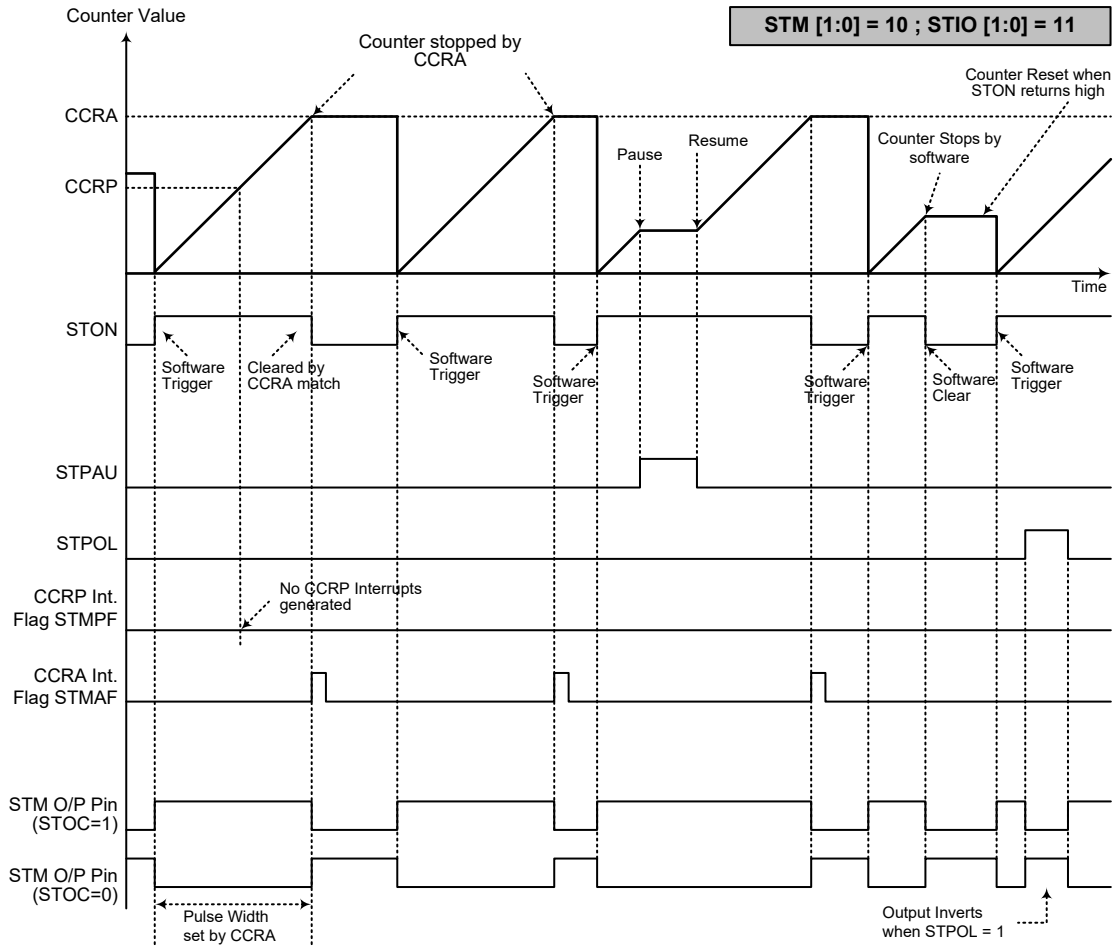 Counter Value
STM [1:0] = 10 ; STIO [1:0] = 11
Counter stopped by
CCRA
Counter Reset when
STON returns high
CCRA
Pause
Resume
Counter Stops by
software
CCRP
Time
STON
Software
Trigger
Cleared by
CCRA match
Software
Trigger
Software
Trigger
Software
Trigger
Software
Clear
Software
Trigger
STPAU
STPOL
CCRP Int.
Flag STMPF
No CCRP Interrupts
generated
CCRA Int.
Flag STMAF
STM O/P Pin
(STOC=1)
STM O/P Pin
(STOC=0)
Pulse Width
set by CCRA
Output Inverts
when STPOL = 1